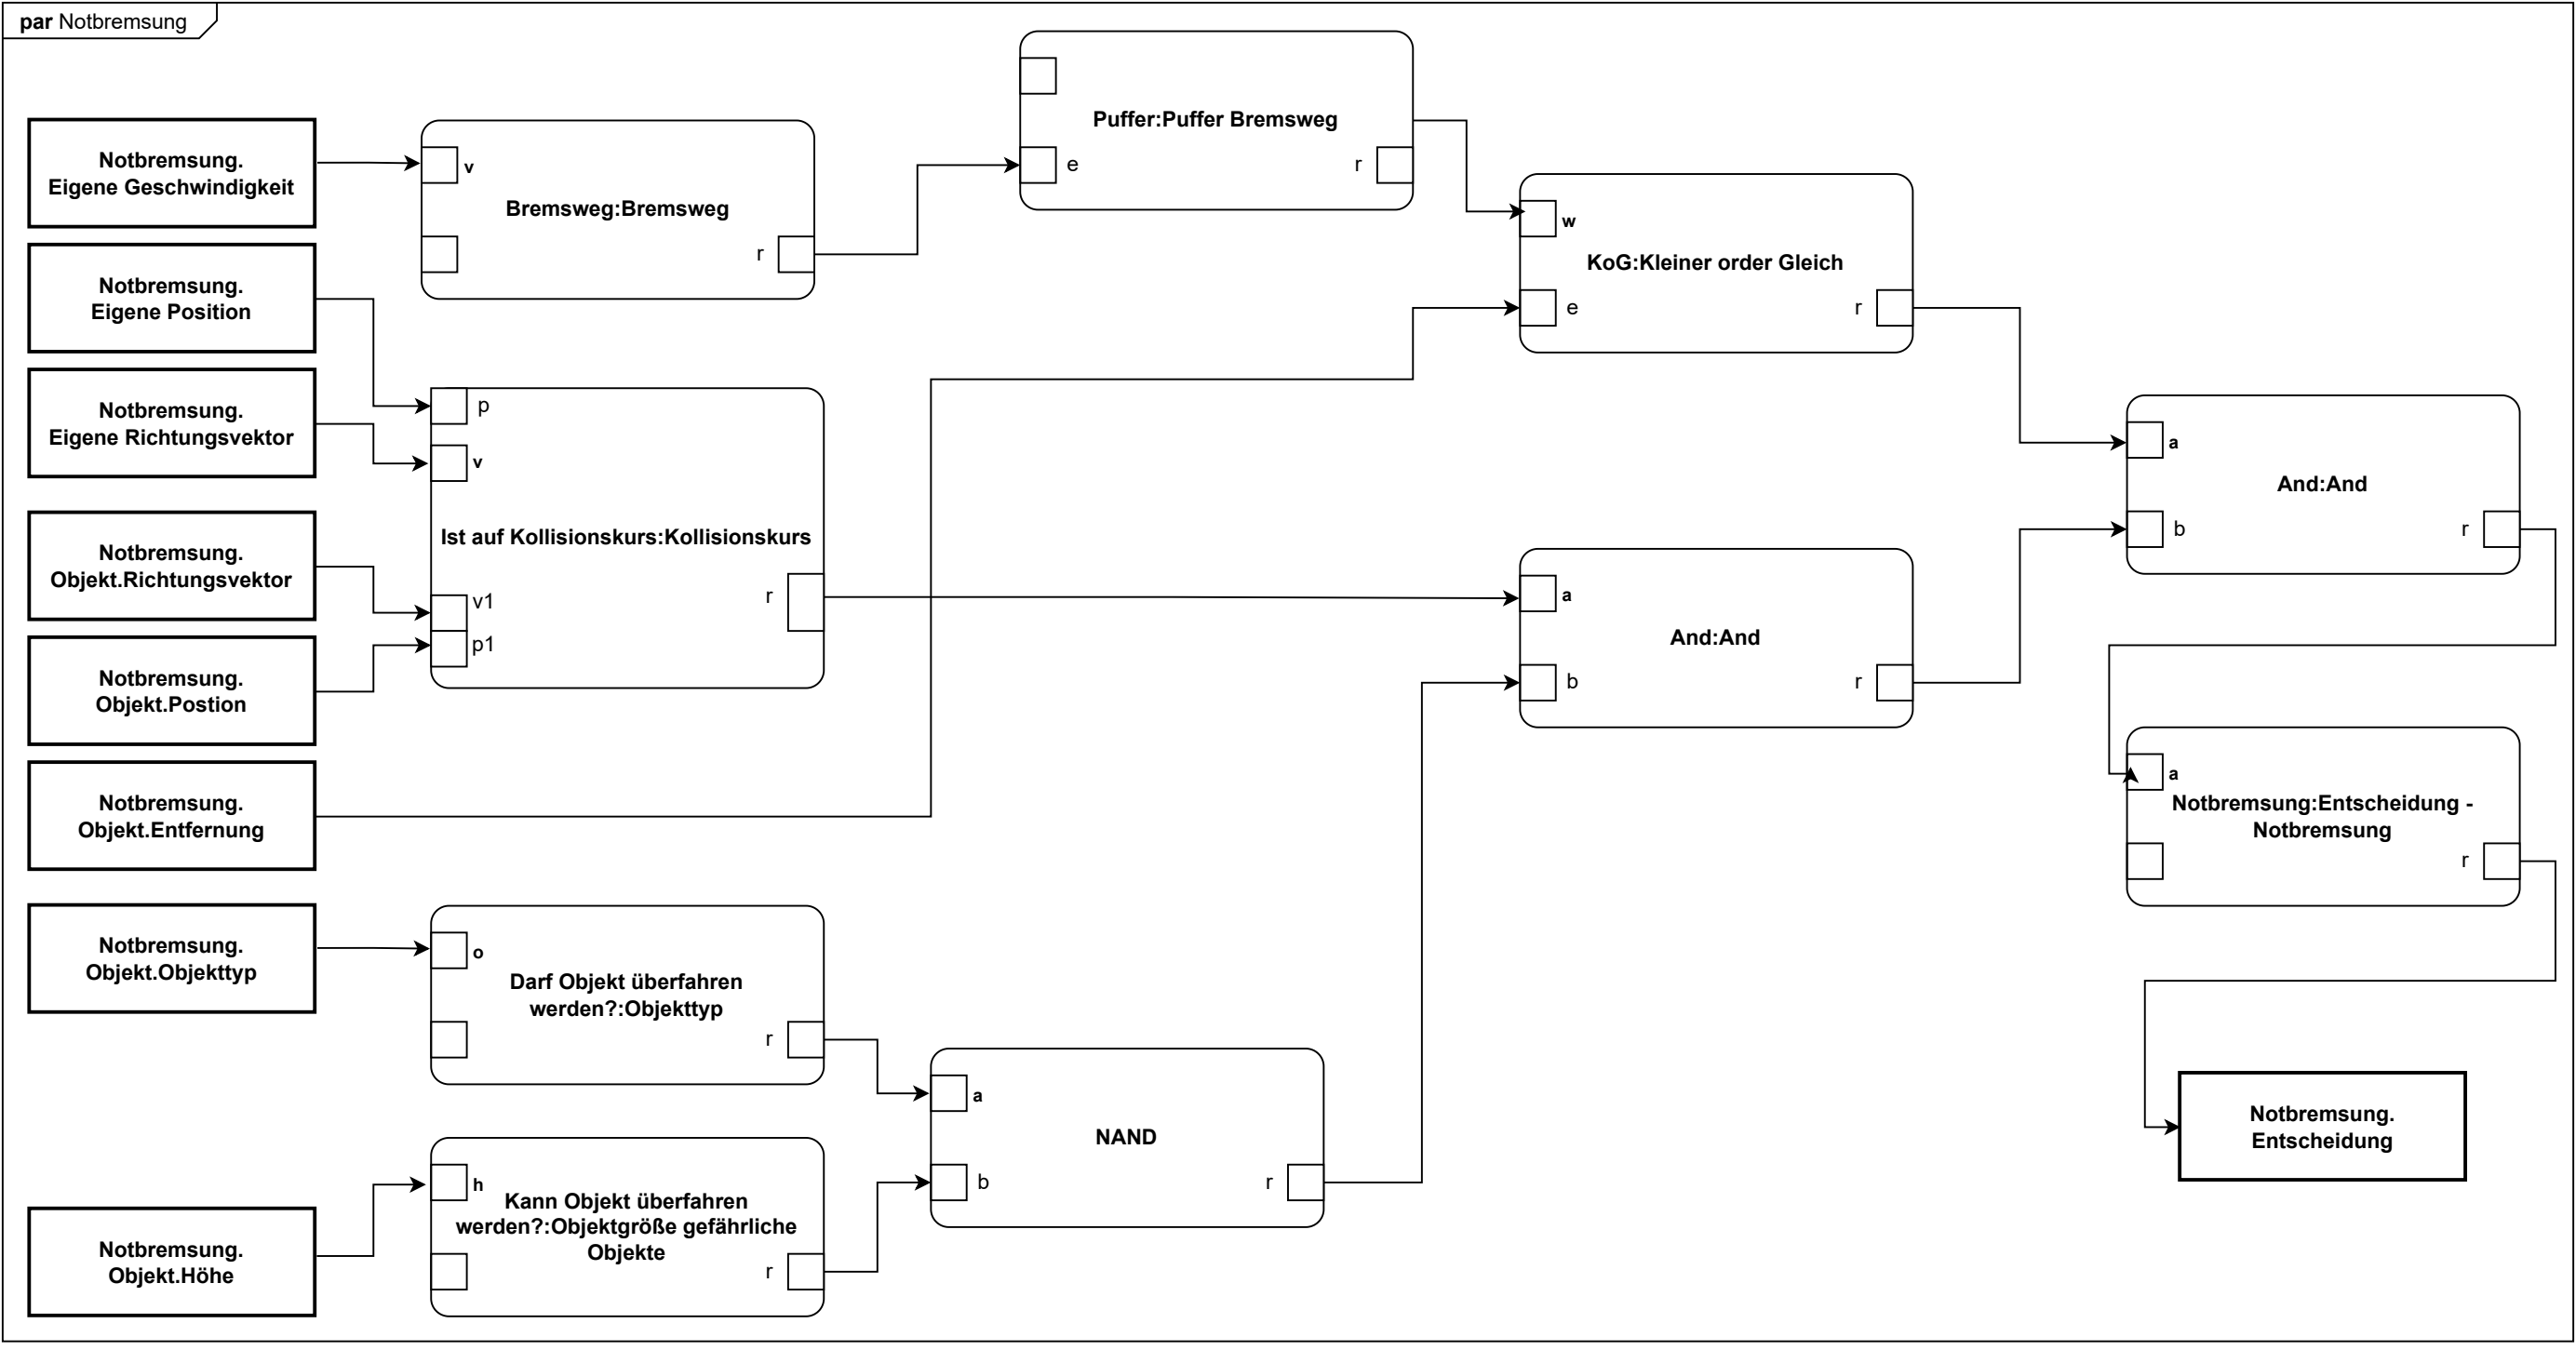 par Notbremsung
Notbremsung.
Eigene Geschwindigkeit
v
Bremsweg:Bremsweg
r
Puffer:Puffer Bremsweg
e
r
w
KoG:Kleiner order Gleich
e
r
Notbremsung.
Eigene Position
Notbremsung.
Eigene Richtungsvektor
p
v
Ist auf Kollisionskurs:Kollisionskurs
v1
r
p1
Notbremsung.
Objekt.Richtungsvektor
Notbremsung.
Objekt.Postion
Notbremsung.
Objekt.Entfernung
a
And:And
b
r
a
And:And
b
r
a
Notbremsung:Entscheidung -
Notbremsung
r
Notbremsung.
Objekt.Objekttyp
o
Darf Objekt überfahren
werden?:Objekttyp
r
a
NAND
b
r
Notbremsung.
Objekt.Höhe
h
Kann Objekt überfahren
werden?:Objektgröße gefährliche
Objekte
r
Notbremsung.
Entscheidung